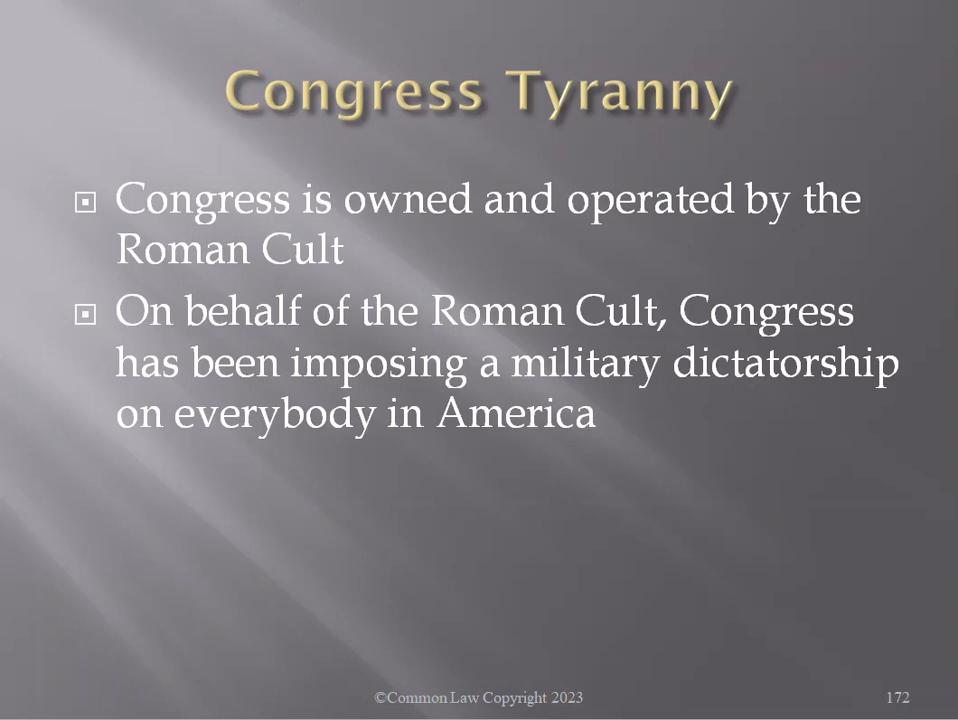 Congress Tyranny
Congress is owned and operated by the
Roman Cult
On behalf of the Roman Cult, Congress
has been imposing a military dictatorship
on everybody in America
©Common Law Copyright 2023
172